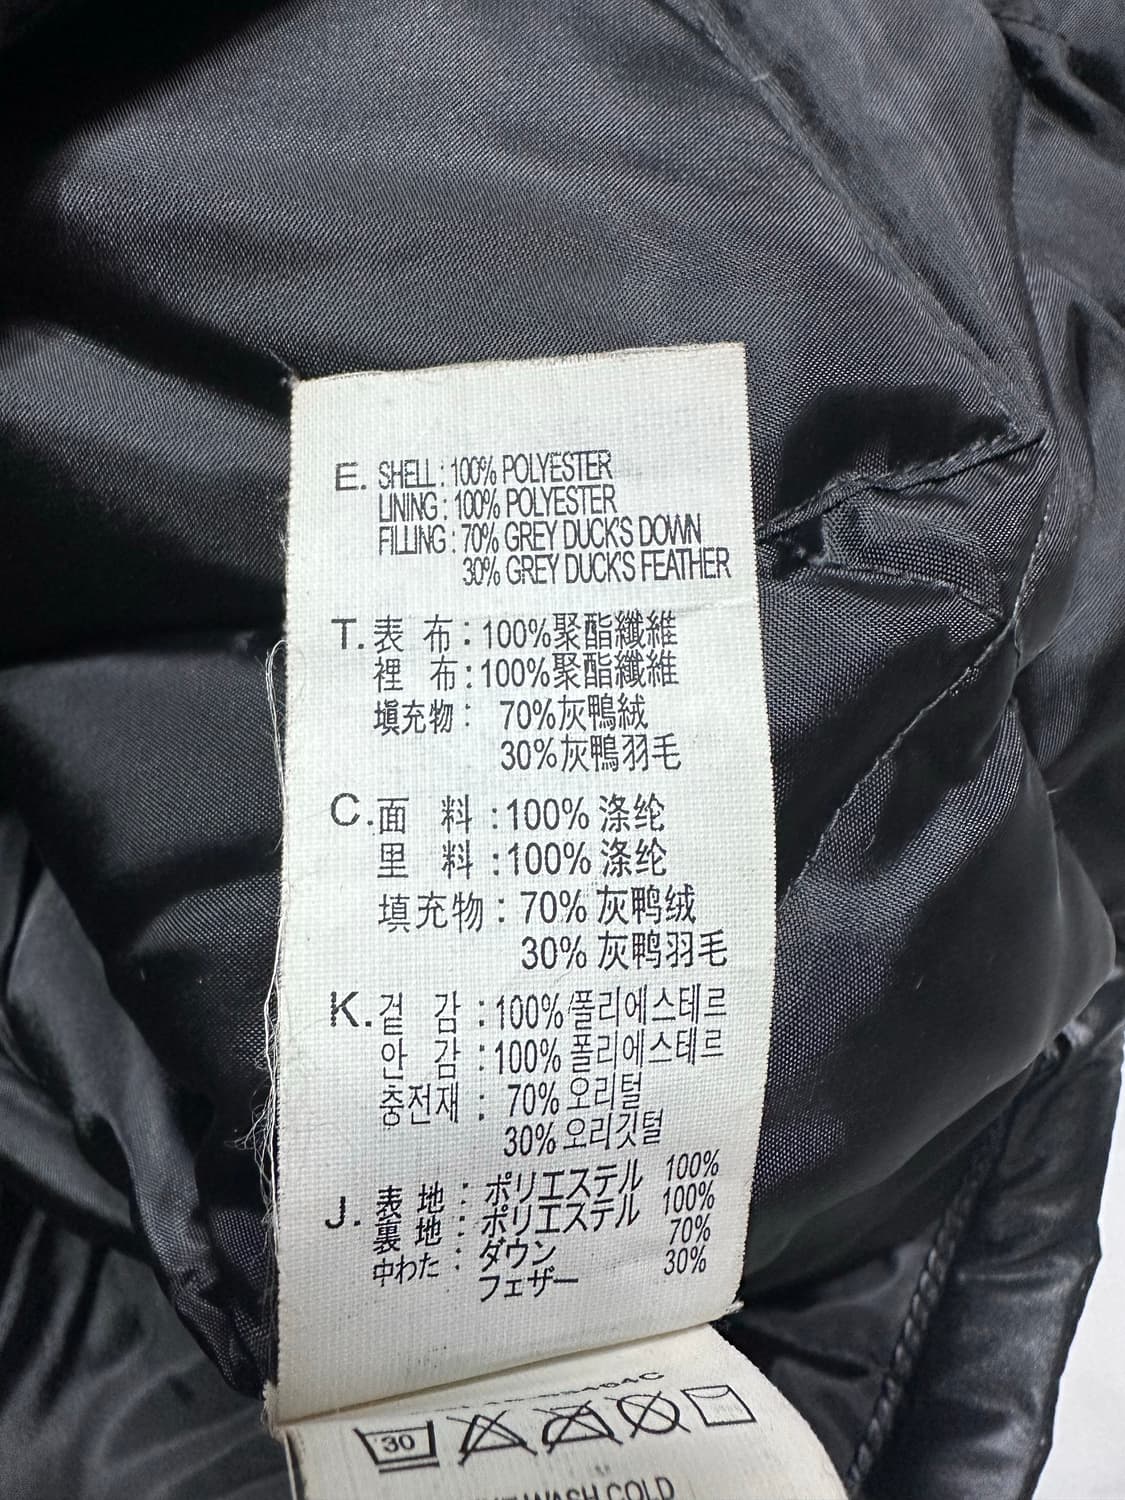 E. SHELL : 100% POLYESTER
LINING : 100% POLYESTER
FILLING : 70% GREY DUCK'S DOWN
30% GREY DUCK'S FEATHER
T. 表 布 : 100%聚酯纖維
裡 布 : 100%聚酯纖維
填充物 : 70%灰鴨絨
30%灰鴨羽毛
C. 面 料 : 100% 涤纶
里 料 : 100% 涤纶
填充物 : 70% 灰鸭绒
30% 灰鸭羽毛
K. 겉 감 : 100% 폴리에스테르
안 감 : 100% 폴리에스테르
충전재 : 70% 오리털
30% 오리깃털
J. 表 地 : ポリエステル 100%
裏 地 : ポリエステル 100%
中わた : ダウン 70%
フェザー 30%
30
WASH COLD